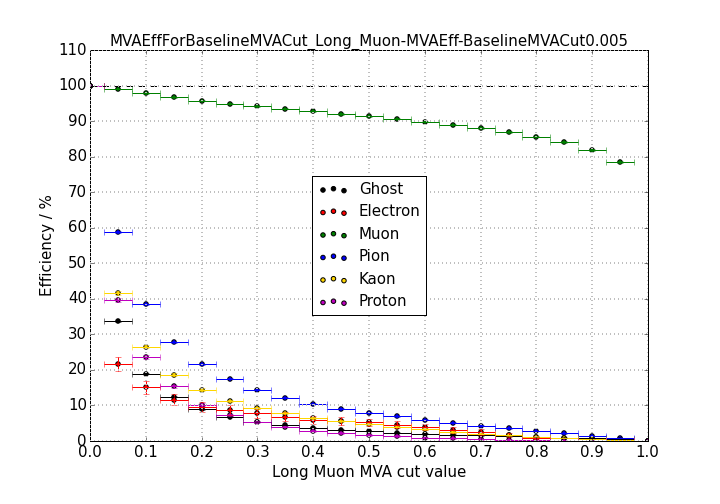 MVAEffForBaselineMVACut_Long_Muon-MVAEff-BaselineMVACut0.005
110
100
90
80
70
60
50
40
30
20
10
0
Efficiency / %
Ghost
Electron
Muon
Pion
Kaon
Proton
0.0 0.1 0.2 0.3 0.4 0.5 0.6 0.7 0.8 0.9 1.0
Long Muon MVA cut value